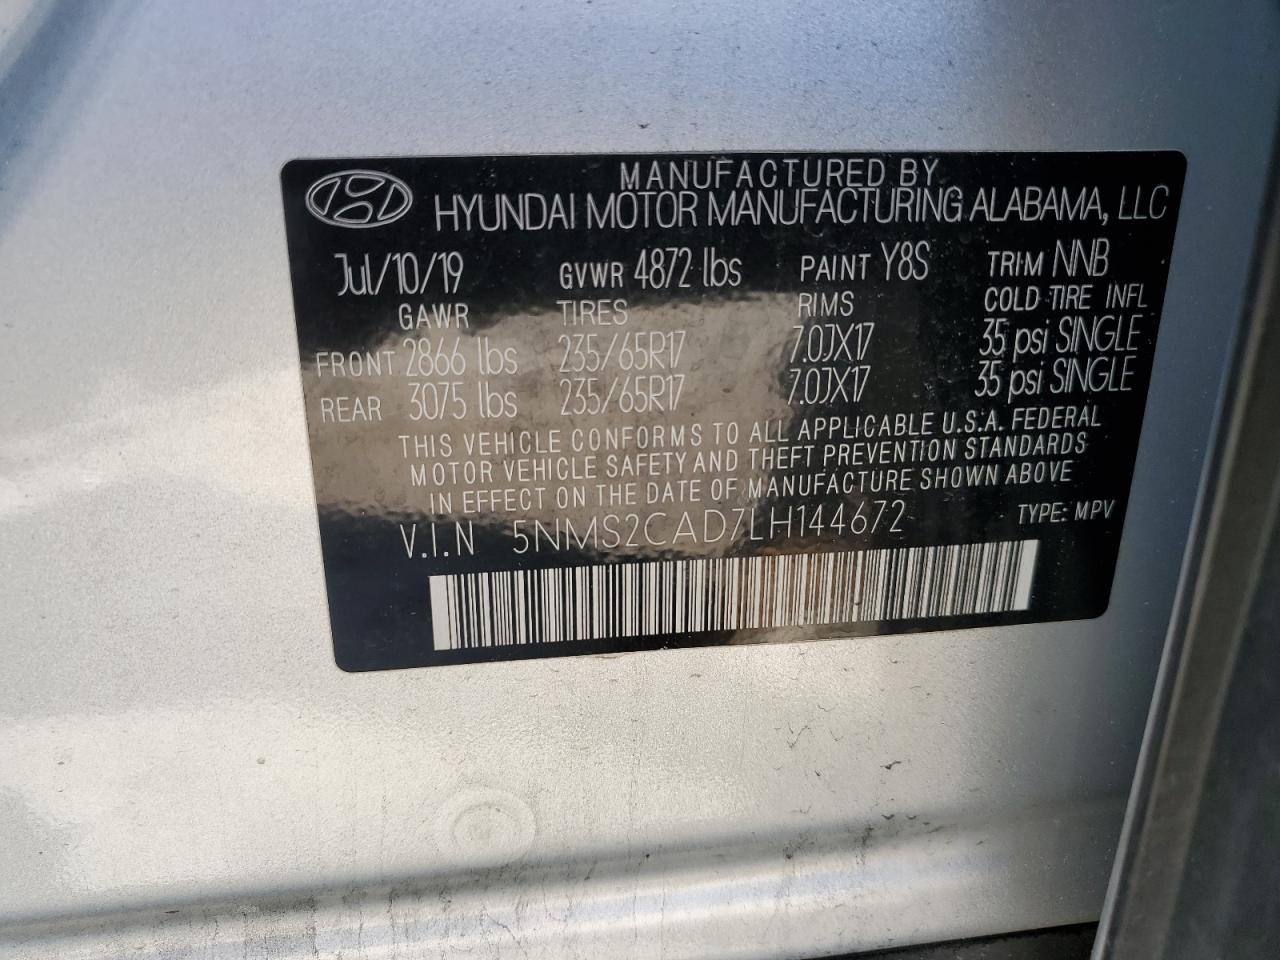 MANUFACTURED BY
HYUNDAI MOTOR MANUFACTURING ALABAMA, LLC
Jul/10/19 GVWR 4872 lbs PAINT Y8S TRIM NNB
GAWR TIRES RIMS COLD TIRE INFL
FRONT 2866 lbs 235/65R17 7.0JX17 35 psi SINGLE
REAR 3075 lbs 235/65R17 7.0JX17 35 psi SINGLE
THIS VEHICLE CONFORMS TO ALL APPLICABLE U.S.A. FEDERAL
MOTOR VEHICLE SAFETY AND THEFT PREVENTION STANDARDS
IN EFFECT ON THE DATE OF MANUFACTURE SHOWN ABOVE
V.I.N 5NMS2CAD7LH144672 TYPE: MPV